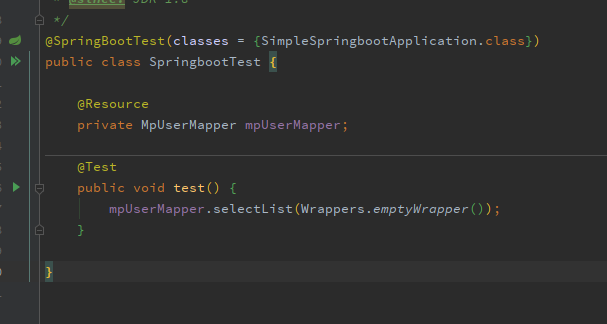 * @since: JDK 1.8
*/
@SpringBootTest(classes = {SimpleSpringbootApplication.class})
public class SpringbootTest {
@Resource
private MpUserMapper mpUserMapper;
@Test
public void test() {
mpUserMapper.selectList(Wrappers.emptyWrapper());
}
}